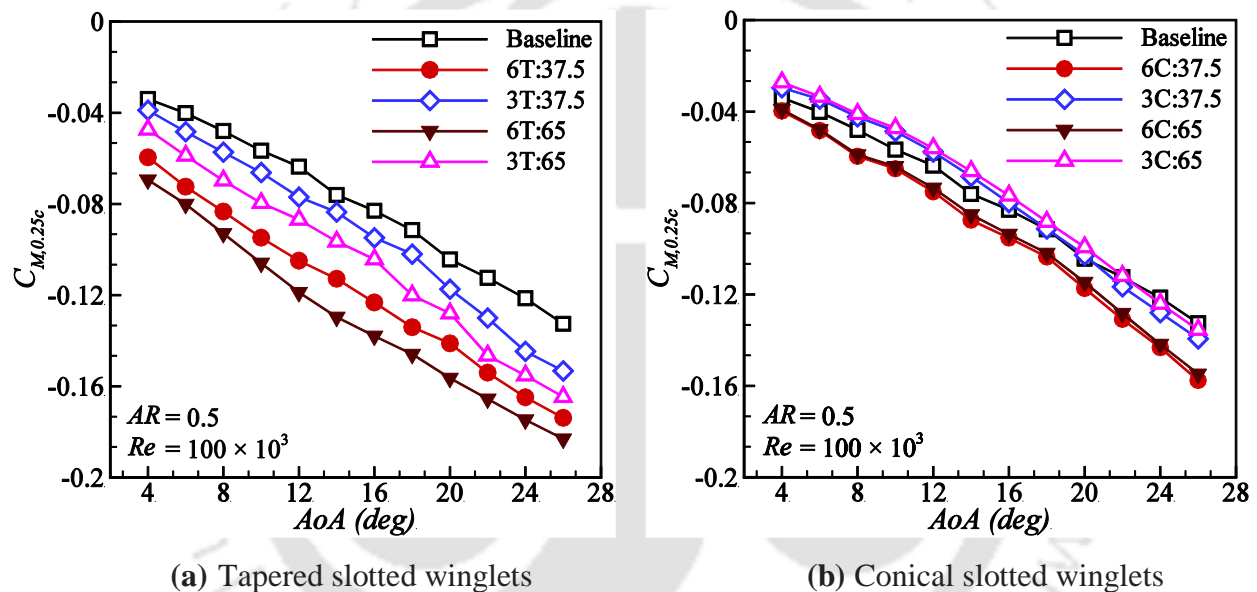 0
-0.04
-0.08
-0.12
-0.16
-0.2
C_{M,0.25c}
Baseline
6T:37.5
3T:37.5
6T:65
3T:65
AR = 0.5
Re = 100 × 10³
4 8 12 16 20 24 28
AoA (deg)
(a) Tapered slotted winglets
0
-0.04
-0.08
-0.12
-0.16
-0.2
C_{M,0.25c}
Baseline
6C:37.5
3C:37.5
6C:65
3C:65
AR = 0.5
Re = 100 × 10³
4 8 12 16 20 24 28
AoA (deg)
(b) Conical slotted winglets